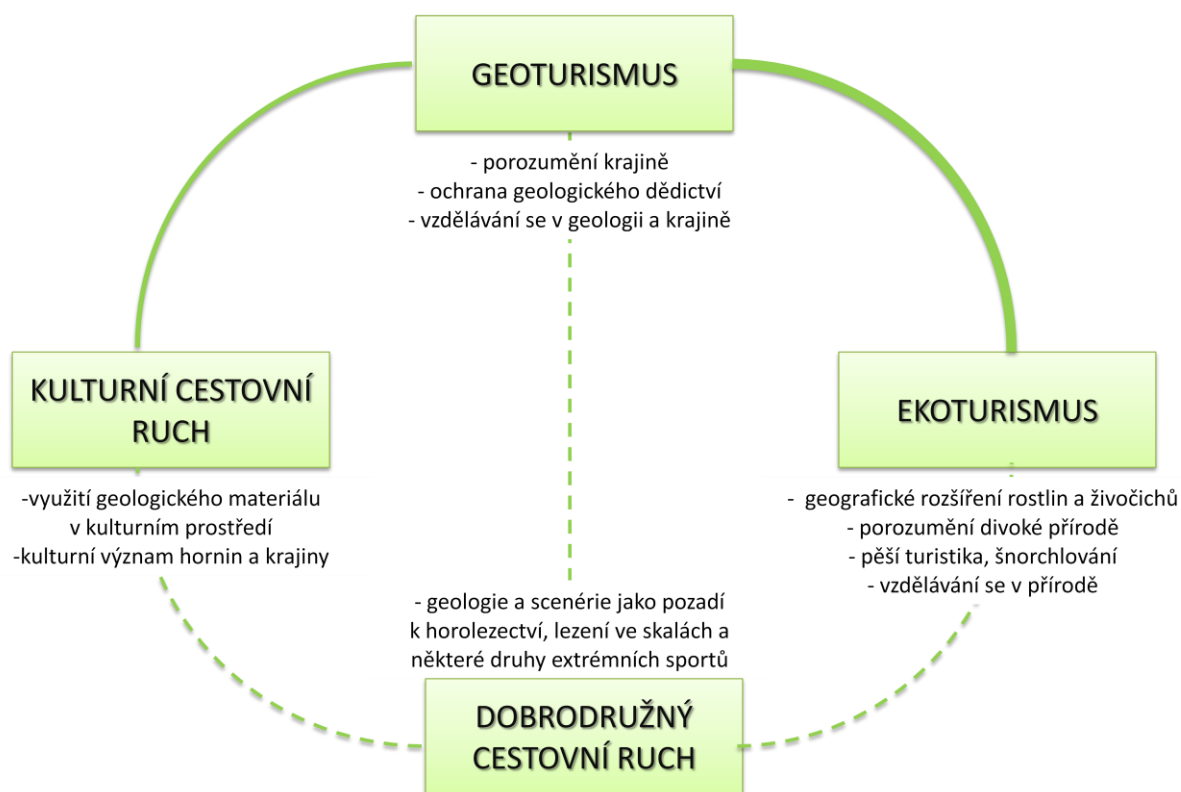 GEOTURISMUS
- porozumění krajině
- ochrana geologického dědictví
- vzdělávání se v geologii a krajině
KULTURNÍ CESTOVNÍ
RUCH
-využití geologického materiálu
v kulturním prostředí
-kulturní význam hornin a krajiny
EKOTURISMUS
- geografické rozšíření rostlin a živočichů
- porozumění divoké přírodě
- pěší turistika, šnorchlování
- vzdělávání se v přírodě
- geologie a scenérie jako pozadí
k horolezectví, lezení ve skalách a
některé druhy extrémních sportů
DOBRODRUŽNÝ
CESTOVNÍ RUCH